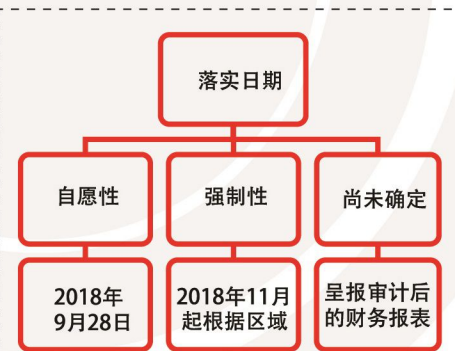 落实日期
自愿性
强制性
尚未确定
2018年
9月28日
2018年11月
起根据区域
呈报审计后
的财务报表